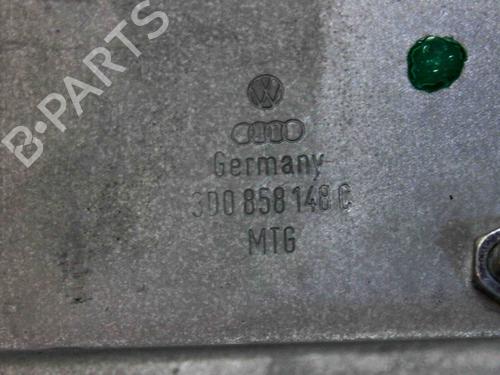 B-PARTS
Germany
3D0 858 148 C
MTG